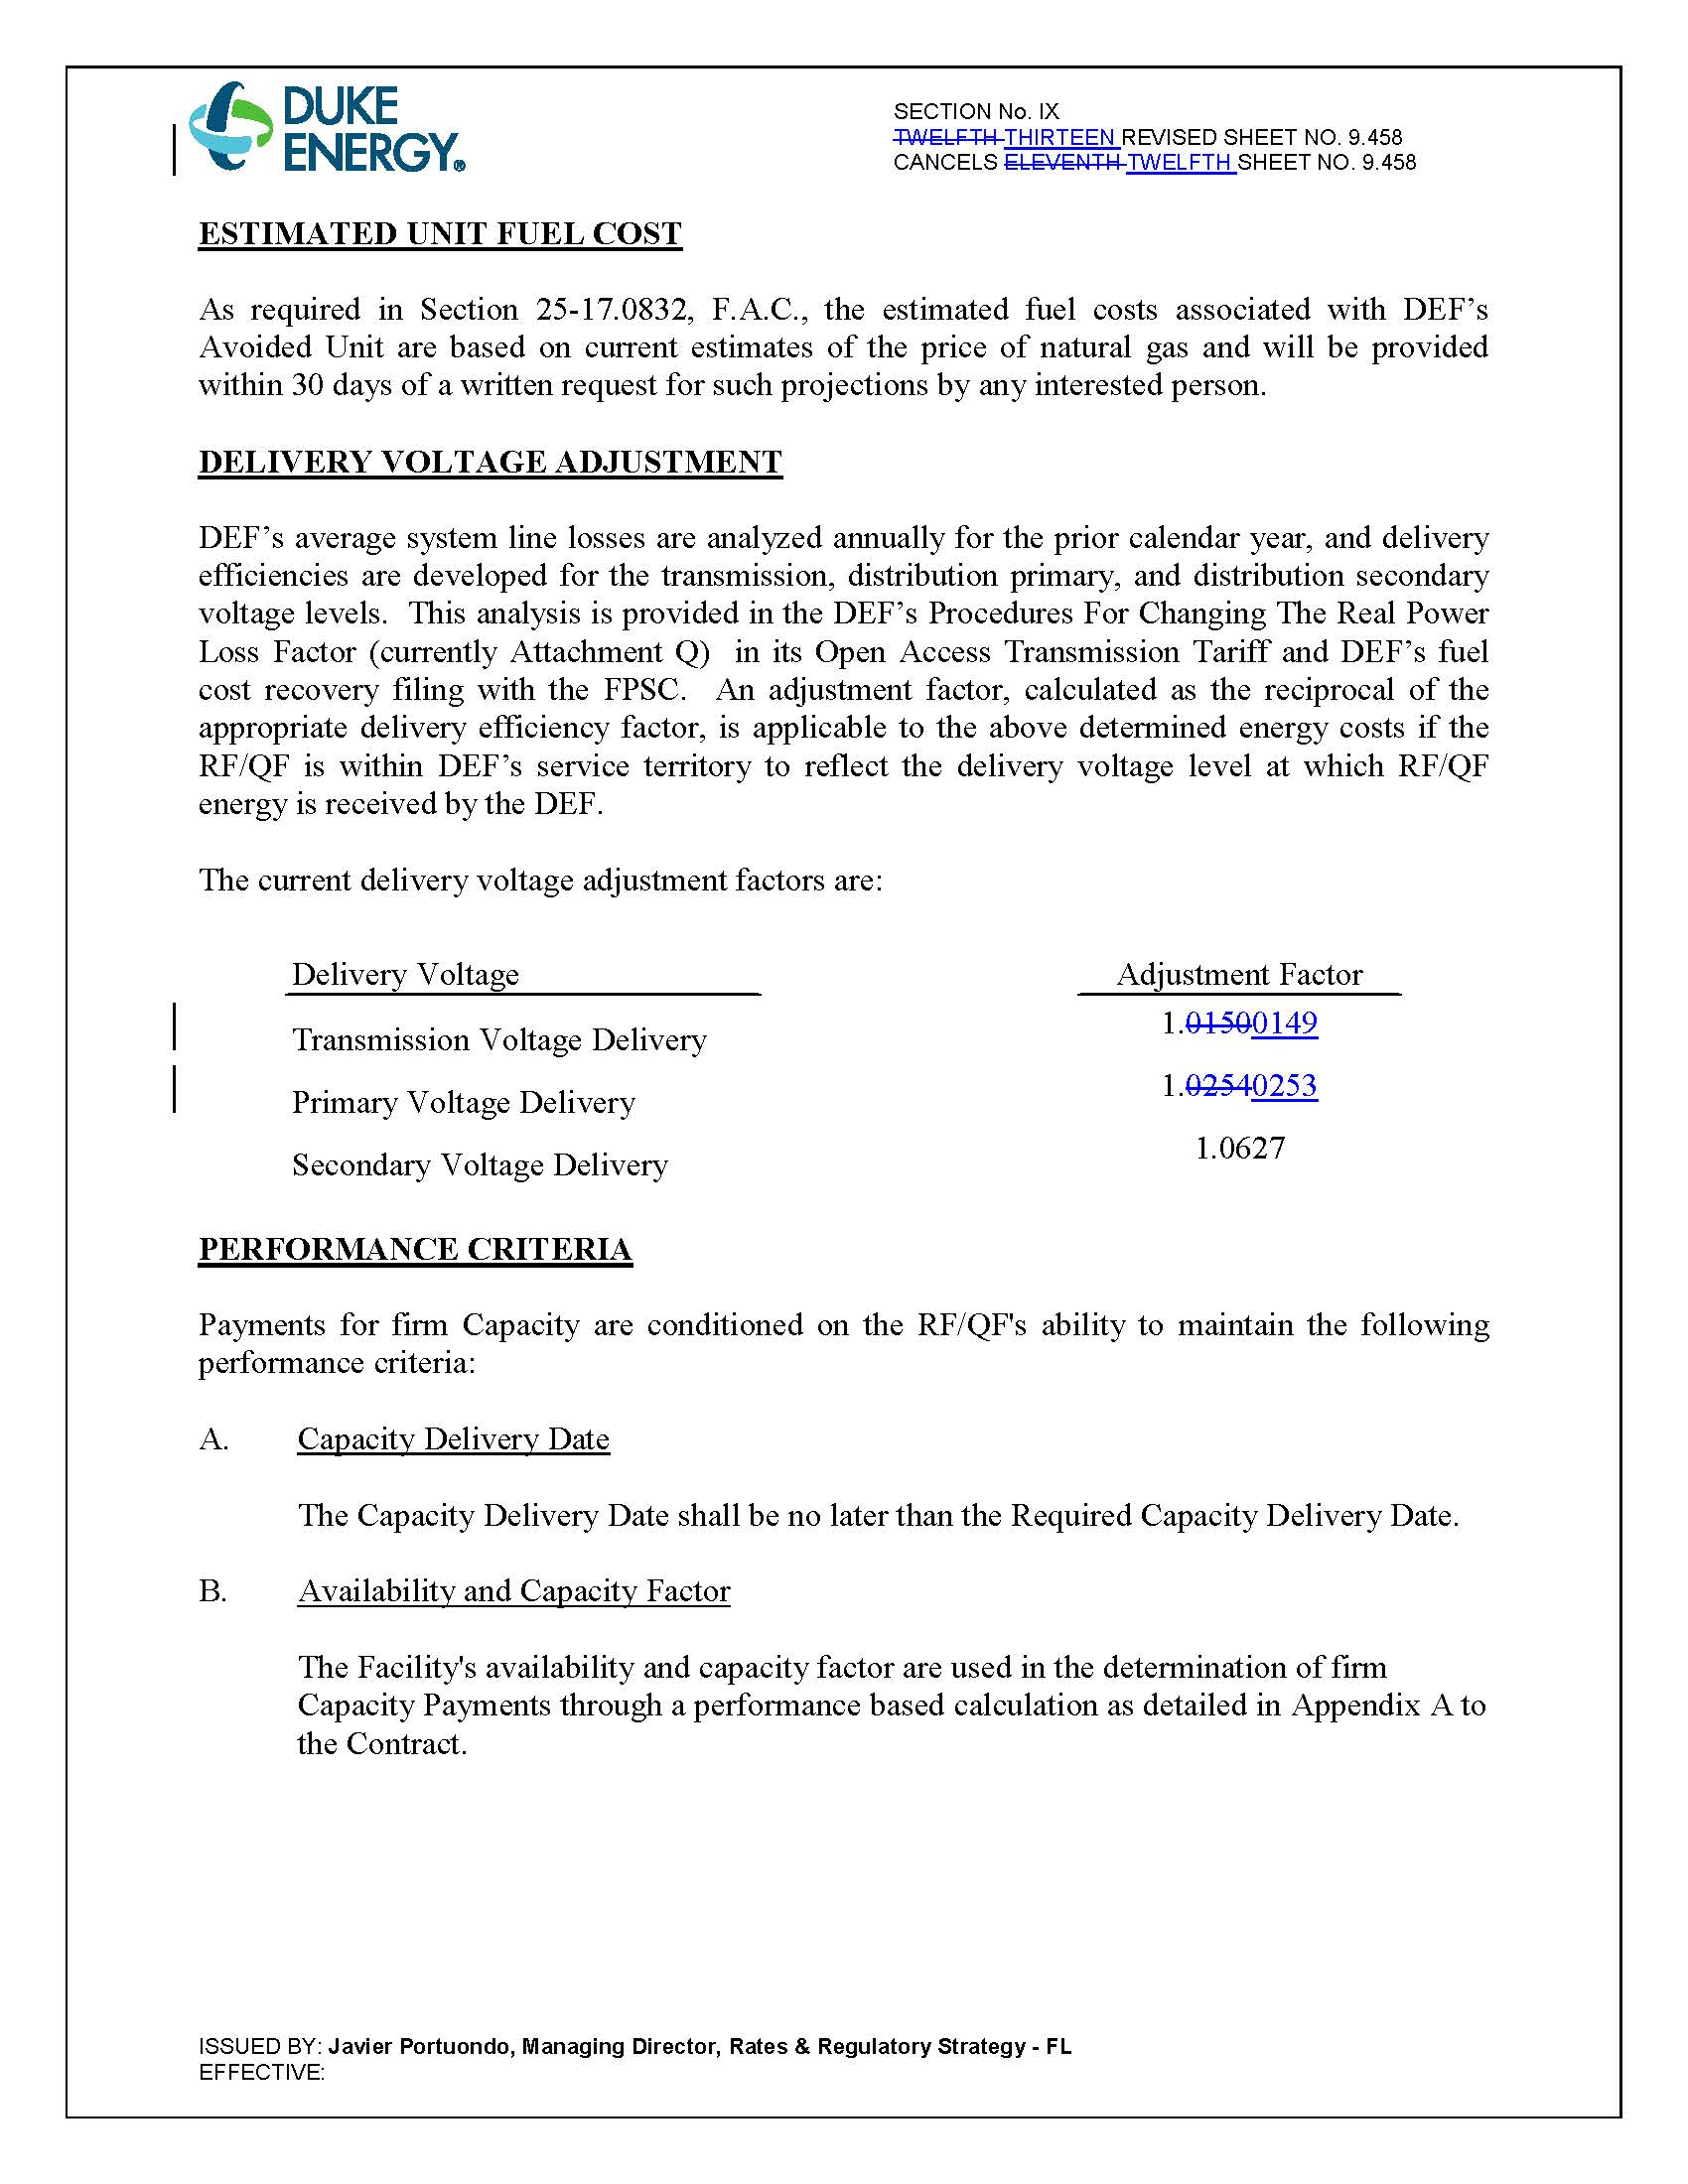 DUKE
ENERGY®
SECTION No. IX
TWELFTH THIRTEEN REVISED SHEET NO. 9.458
CANCELS ELEVENTH TWELFTH SHEET NO. 9.458
ESTIMATED UNIT FUEL COST
As required in Section 25-17.0832, F.A.C., the estimated fuel costs associated with DEF’s
Avoided Unit are based on current estimates of the price of natural gas and will be provided
within 30 days of a written request for such projections by any interested person.
DELIVERY VOLTAGE ADJUSTMENT
DEF’s average system line losses are analyzed annually for the prior calendar year, and delivery
efficiencies are developed for the transmission, distribution primary, and distribution secondary
voltage levels.  This analysis is provided in the DEF’s Procedures For Changing The Real Power
Loss Factor (currently Attachment Q)  in its Open Access Transmission Tariff and DEF’s fuel
cost recovery filing with the FPSC.  An adjustment factor, calculated as the reciprocal of the
appropriate delivery efficiency factor, is applicable to the above determined energy costs if the
RF/QF is within DEF’s service territory to reflect the delivery voltage level at which RF/QF
energy is received by the DEF.
The current delivery voltage adjustment factors are:
Delivery Voltage Adjustment Factor
Transmission Voltage Delivery 1.01500149
Primary Voltage Delivery 1.02540253
Secondary Voltage Delivery 1.0627
PERFORMANCE CRITERIA
Payments for firm Capacity are conditioned on the RF/QF's ability to maintain the following
performance criteria:
A. Capacity Delivery Date
The Capacity Delivery Date shall be no later than the Required Capacity Delivery Date.
B. Availability and Capacity Factor
The Facility's availability and capacity factor are used in the determination of firm
Capacity Payments through a performance based calculation as detailed in Appendix A to
the Contract.
ISSUED BY: Javier Portuondo, Managing Director, Rates & Regulatory Strategy - FL
EFFECTIVE: